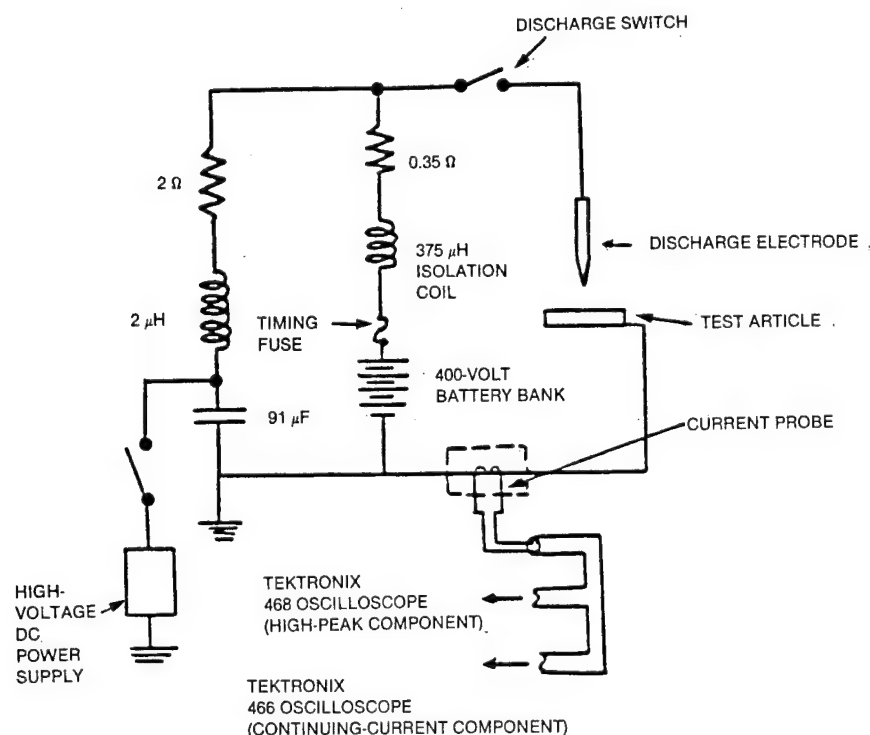 DISCHARGE SWITCH
2 Ω
0.35 Ω
375 μH
ISOLATION
COIL
DISCHARGE ELECTRODE
2 μH
TIMING
FUSE
TEST ARTICLE
400-VOLT
BATTERY BANK
91 μF
CURRENT PROBE
HIGH-
VOLTAGE
DC
POWER
SUPPLY
TEKTRONIX
468 OSCILLOSCOPE
(HIGH-PEAK COMPONENT)
TEKTRONIX
466 OSCILLOSCOPE
(CONTINUING-CURRENT COMPONENT)